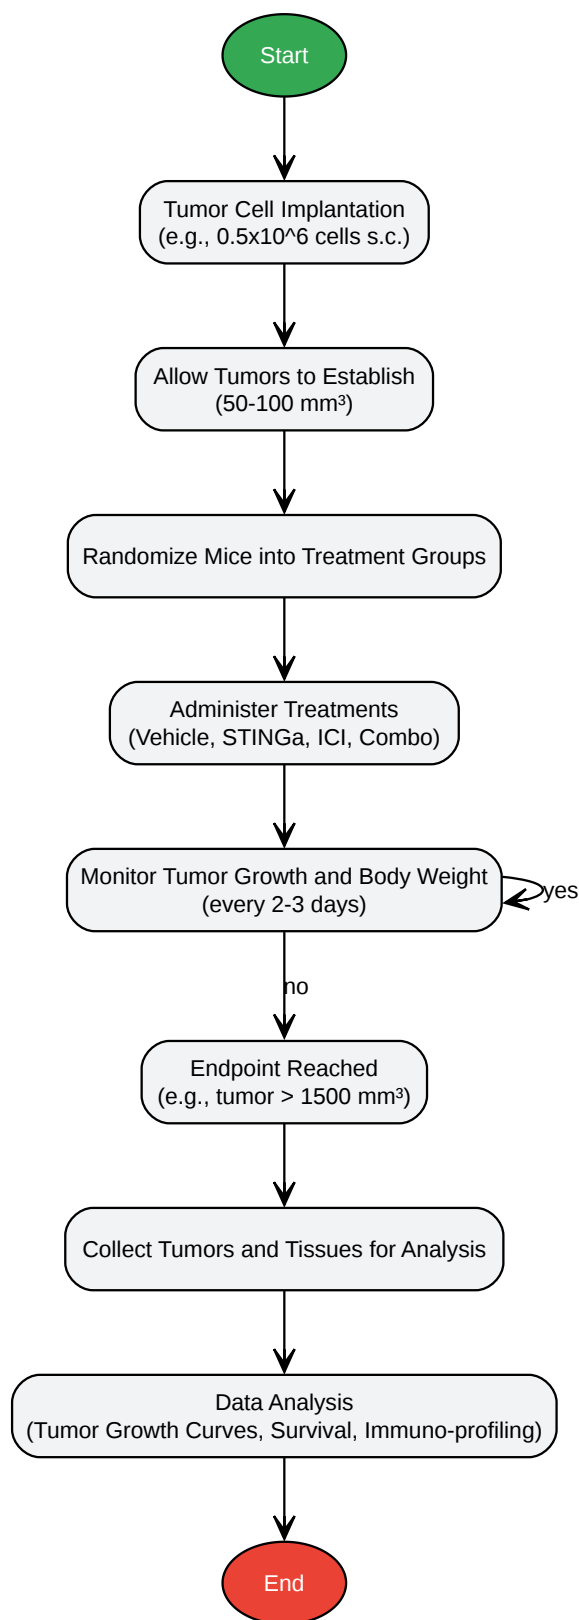 Start
Tumor Cell Implantation
(e.g., 0.5x10^6 cells s.c.)
Allow Tumors to Establish
(50-100 mm³)
Randomize Mice into Treatment Groups
Administer Treatments
(Vehicle, STINGa, ICI, Combo)
Monitor Tumor Growth and Body Weight
(every 2-3 days)
yes
no
Endpoint Reached
(e.g., tumor > 1500 mm³)
Collect Tumors and Tissues for Analysis
Data Analysis
(Tumor Growth Curves, Survival, Immuno-profiling)
End